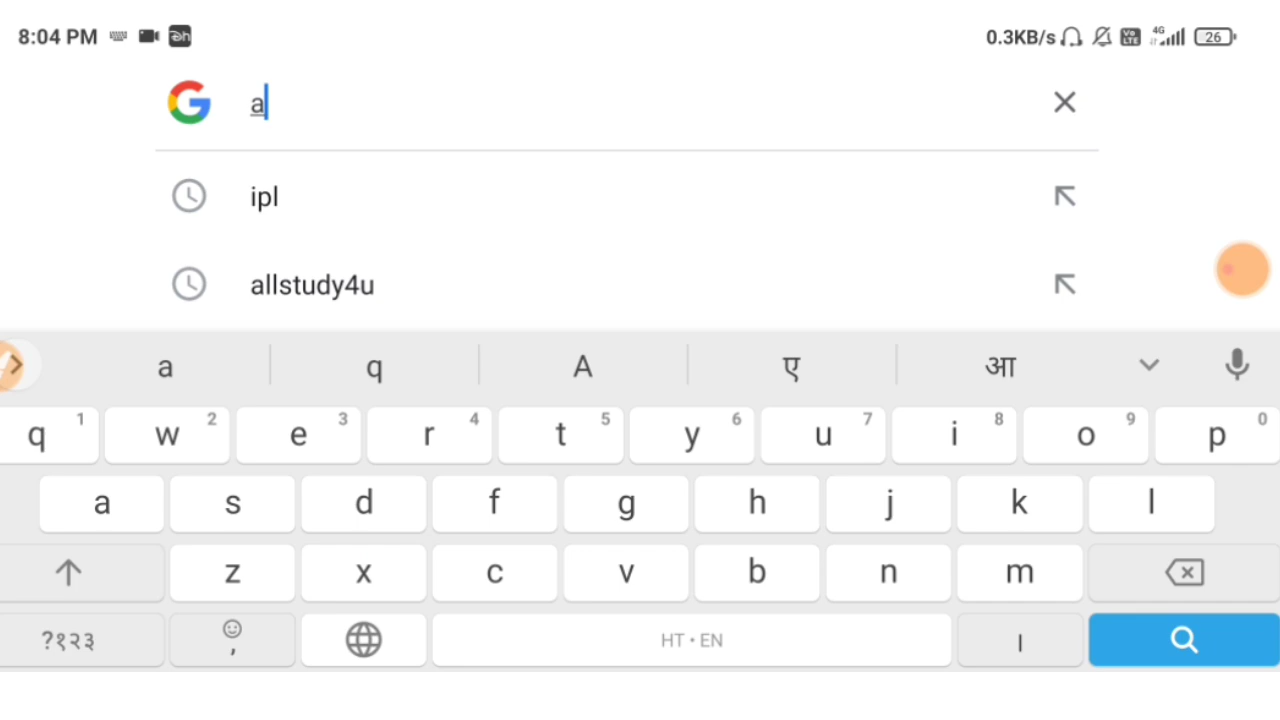 8:04 PM 0.3KB/s 4G 26
a
ipl
allstudy4u
a q A ए आ
q 1 w 2 e 3 r 4 t 5 y 6 u 7 i 8 o 9 p 0
a s d f g h j k l
z x c v b n m
?१२३ , HT • EN ।